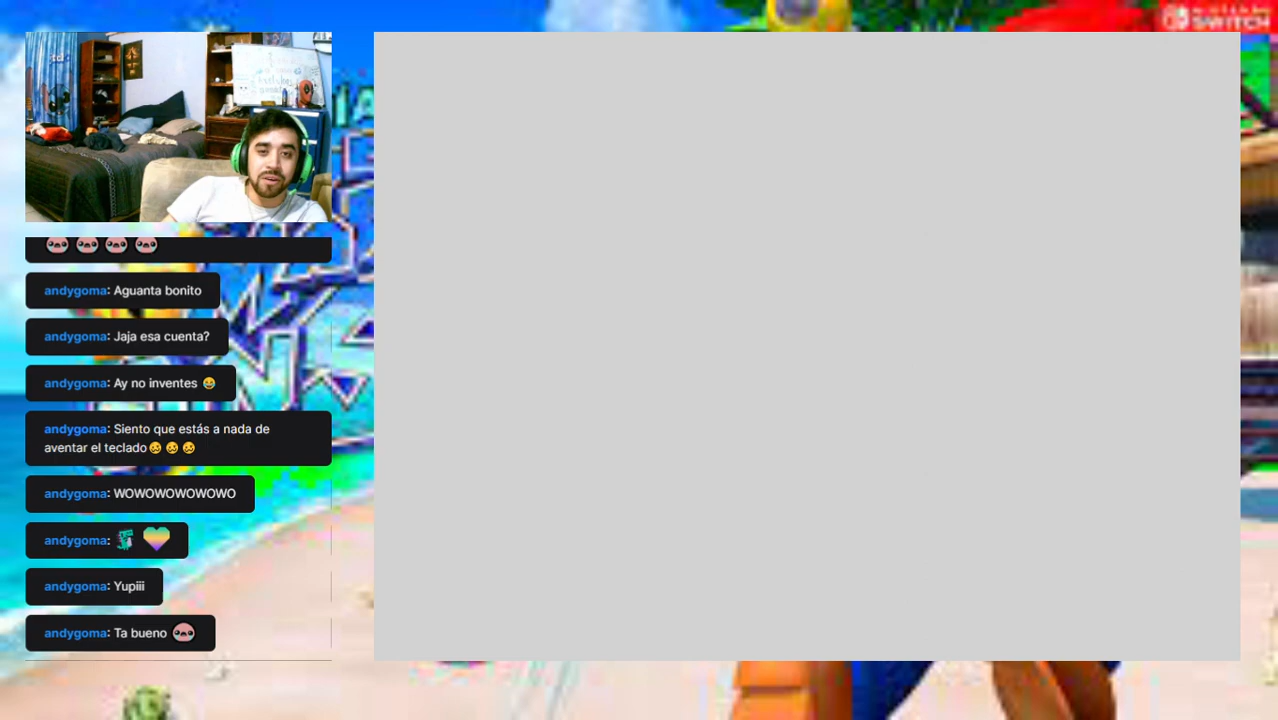 NINTENDO
SWITCH
andygoma: Aguanta bonito
andygoma: Jaja esa cuenta?
andygoma: Ay no inventes 😂
andygoma: Siento que estás a nada de
aventar el teclado🥴🥴🥴
andygoma: WOWOWOWOWOWO
andygoma:
andygoma: Yupiii
andygoma: Ta bueno